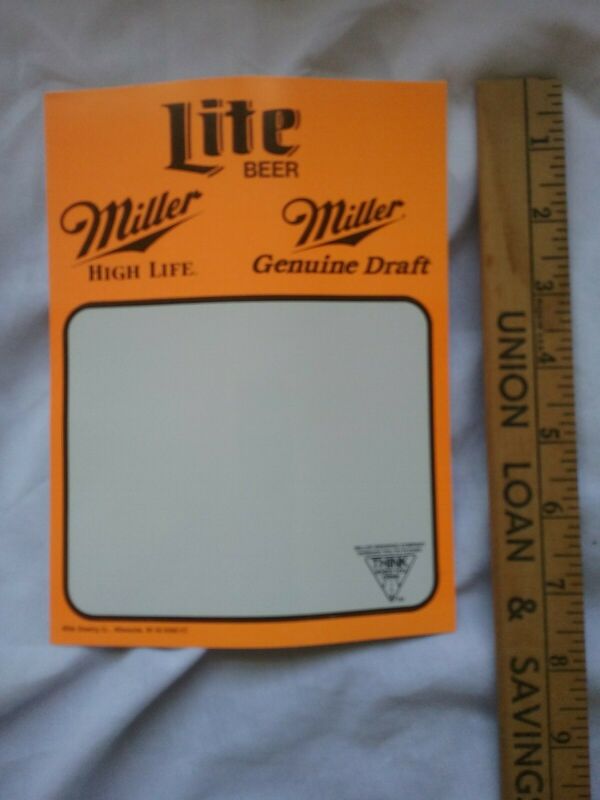 Lite
BEER
Miller
HIGH LIFE
Miller
Genuine Draft
THINK
1
2
3
4
5
6
7
8
9
UNION LOAN & SAVING